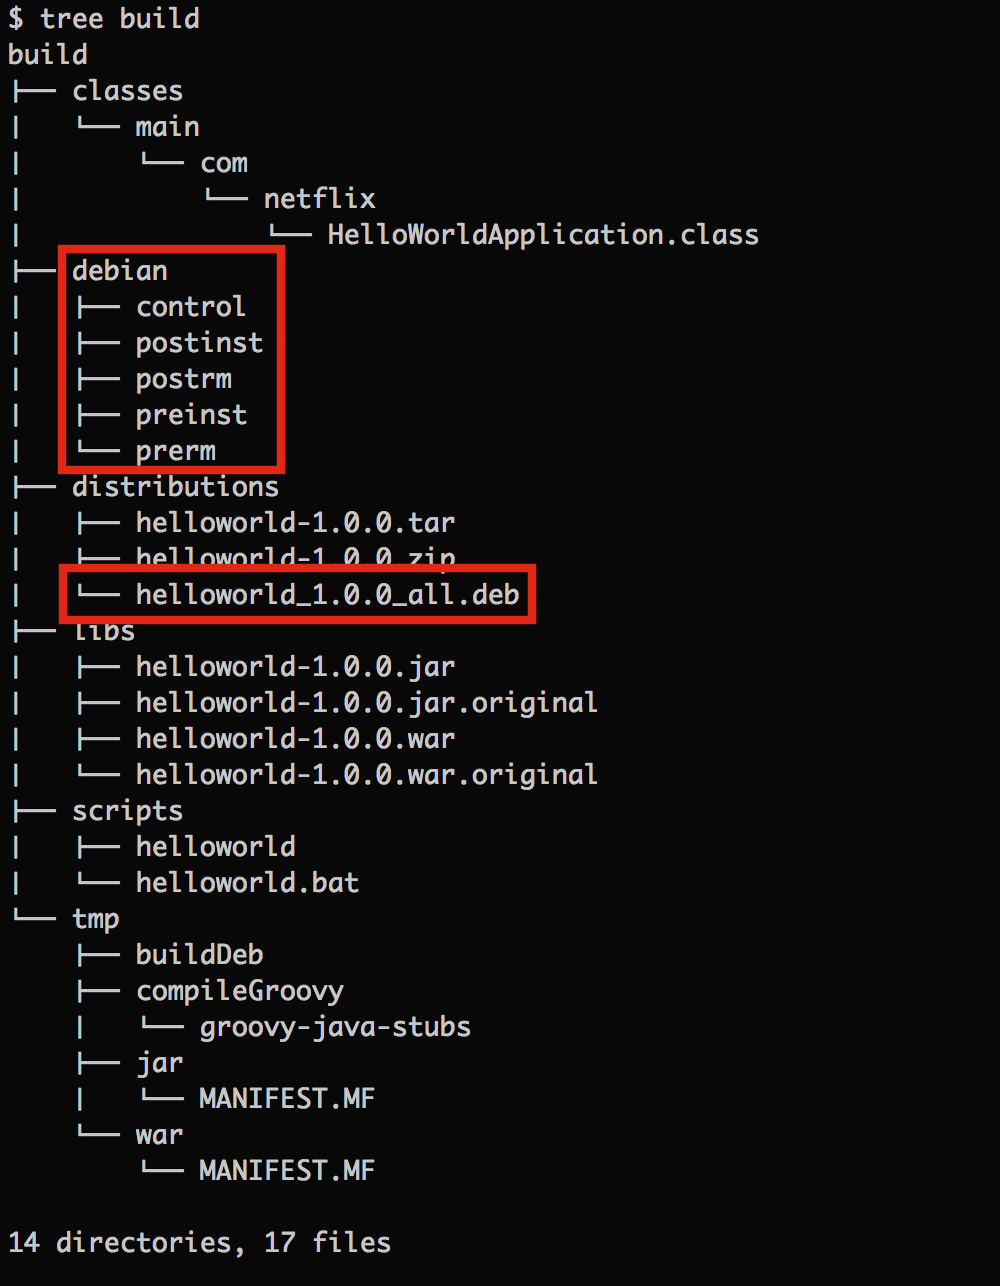 $ tree build
build
├── classes
│   └── main
│       └── com
│           └── netflix
│               └── HelloWorldApplication.class
├── debian
│   ├── control
│   ├── postinst
│   ├── postrm
│   ├── preinst
│   └── prerm
├── distributions
│   ├── helloworld-1.0.0.tar
│   ├── helloworld-1.0.0.zip
│   └── helloworld_1.0.0_all.deb
├── libs
│   ├── helloworld-1.0.0.jar
│   ├── helloworld-1.0.0.jar.original
│   ├── helloworld-1.0.0.war
│   └── helloworld-1.0.0.war.original
├── scripts
│   ├── helloworld
│   └── helloworld.bat
└── tmp
    ├── buildDeb
    ├── compileGroovy
    │   └── groovy-java-stubs
    ├── jar
    │   └── MANIFEST.MF
    └── war
        └── MANIFEST.MF

14 directories, 17 files